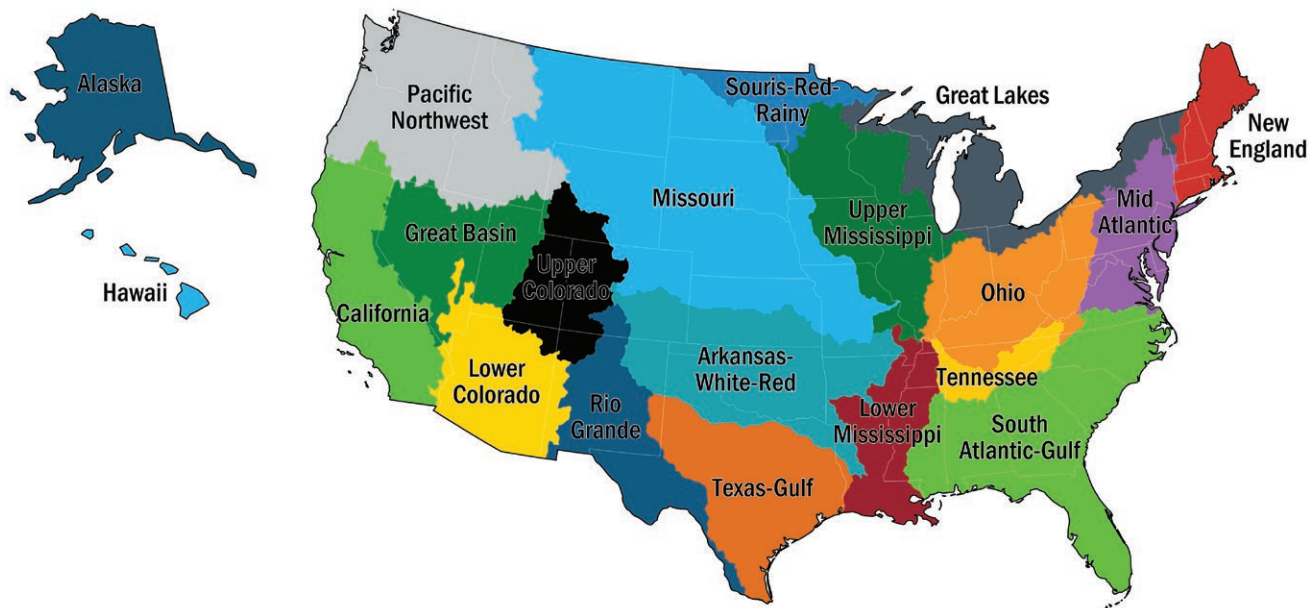 Alaska
Hawaii
Pacific
Northwest
Souris-Red-
Rainy
Great Lakes
New
England
Missouri
Upper
Mississippi
Mid
Atlantic
Great Basin
Upper
Colorado
Ohio
California
Arkansas-
White-Red
Tennessee
Lower
Colorado
Rio
Grande
Lower
Mississippi
South
Atlantic-Gulf
Texas-Gulf